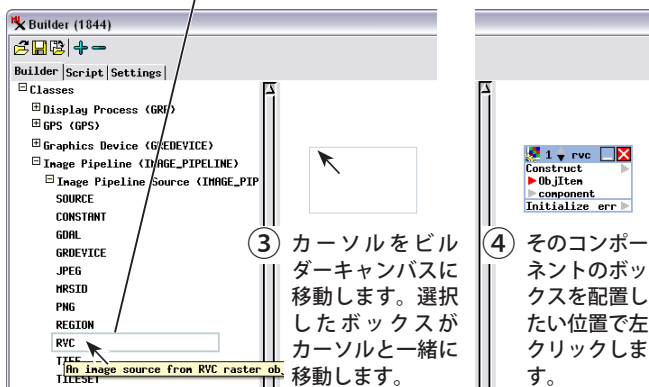 Builder (1844)
Builder Script Settings
Classes
Display Process (GRP)
GPS (GPS)
Graphics Device (GREDEVICE)
Image Pipeline (IMAGE_PIPELINE)
Image Pipeline Source (IMAGE_PIP
SOURCE
CONSTANT
GDAL
GRDEVICE
JPEG
MRSID
PNG
REGION
RVC
TIFF
An image source from RVC raster ob
TILESET
③ カーソルをビル
ダーキャンバスに
移動します。選択
したボックスが
カーソルと一緒に
移動します。
1 rvc
Construct
ObjItem
component
Initialize err
④ そのコンポー
ネントのボッ
クスを配置し
たい位置で左
クリックしま
す。